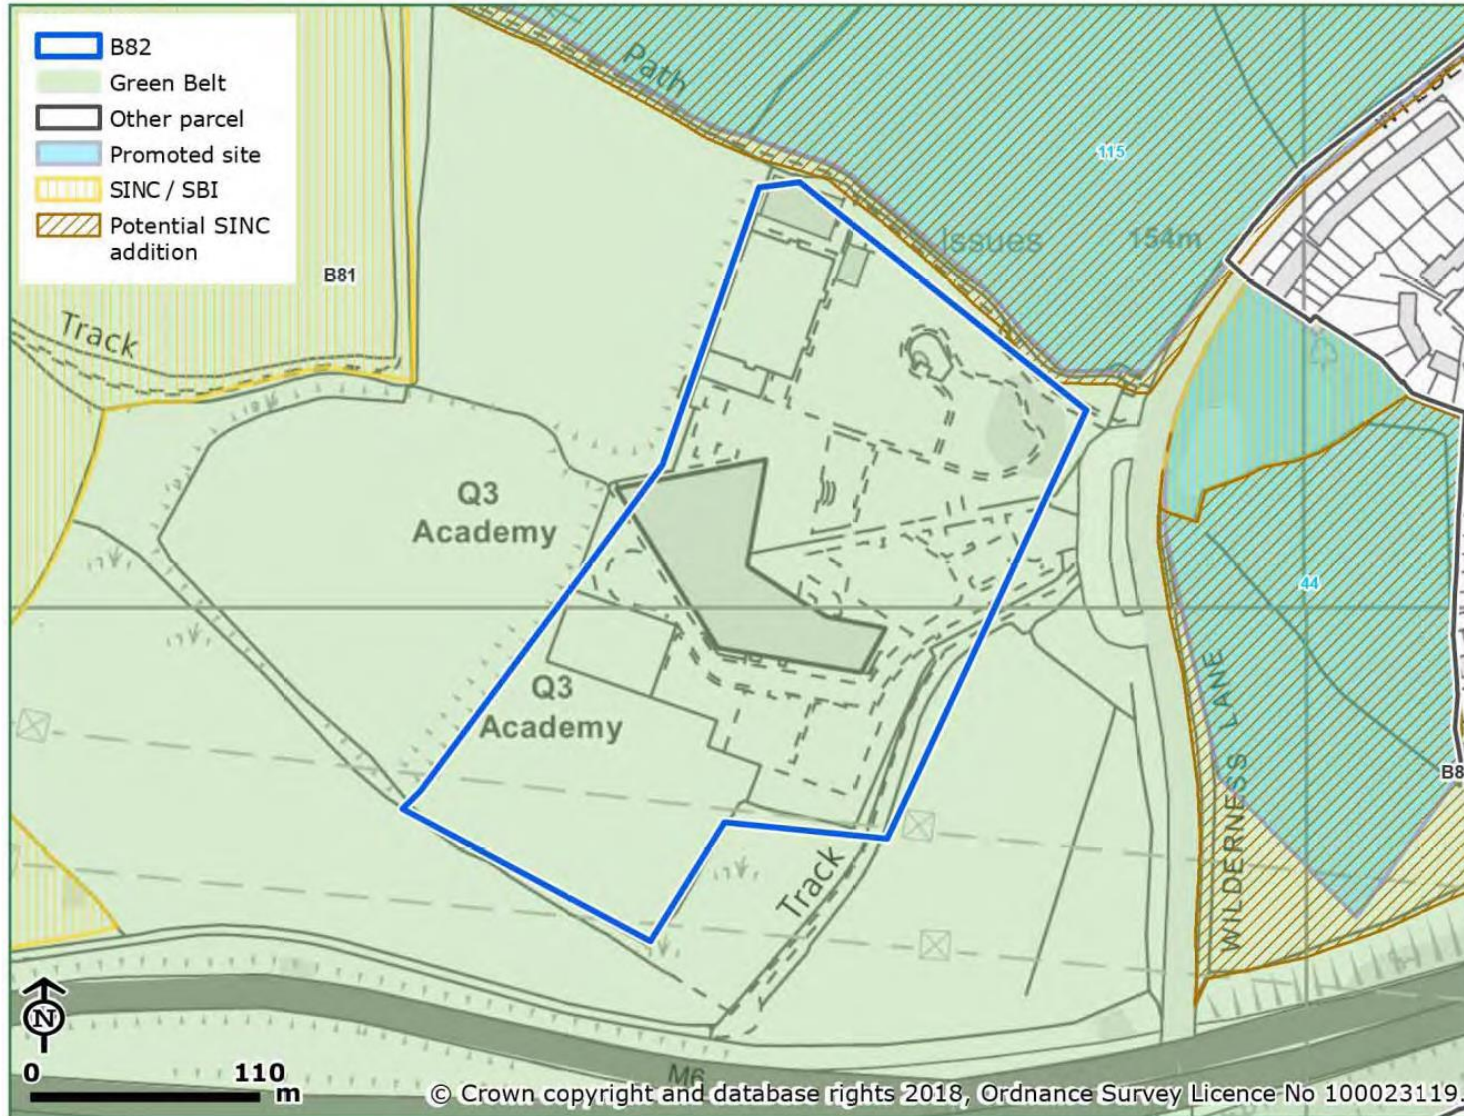 B82
Green Belt
Other parcel
Promoted site
SINC / SBI
Potential SINC
addition
Path
115
Issues
154m
B81
Track
Q3
Academy
44
Q3
Academy
WILDERNESS LANE
Track
N
0 110
m
M6
© Crown copyright and database rights 2018, Ordnance Survey Licence No 100023119.